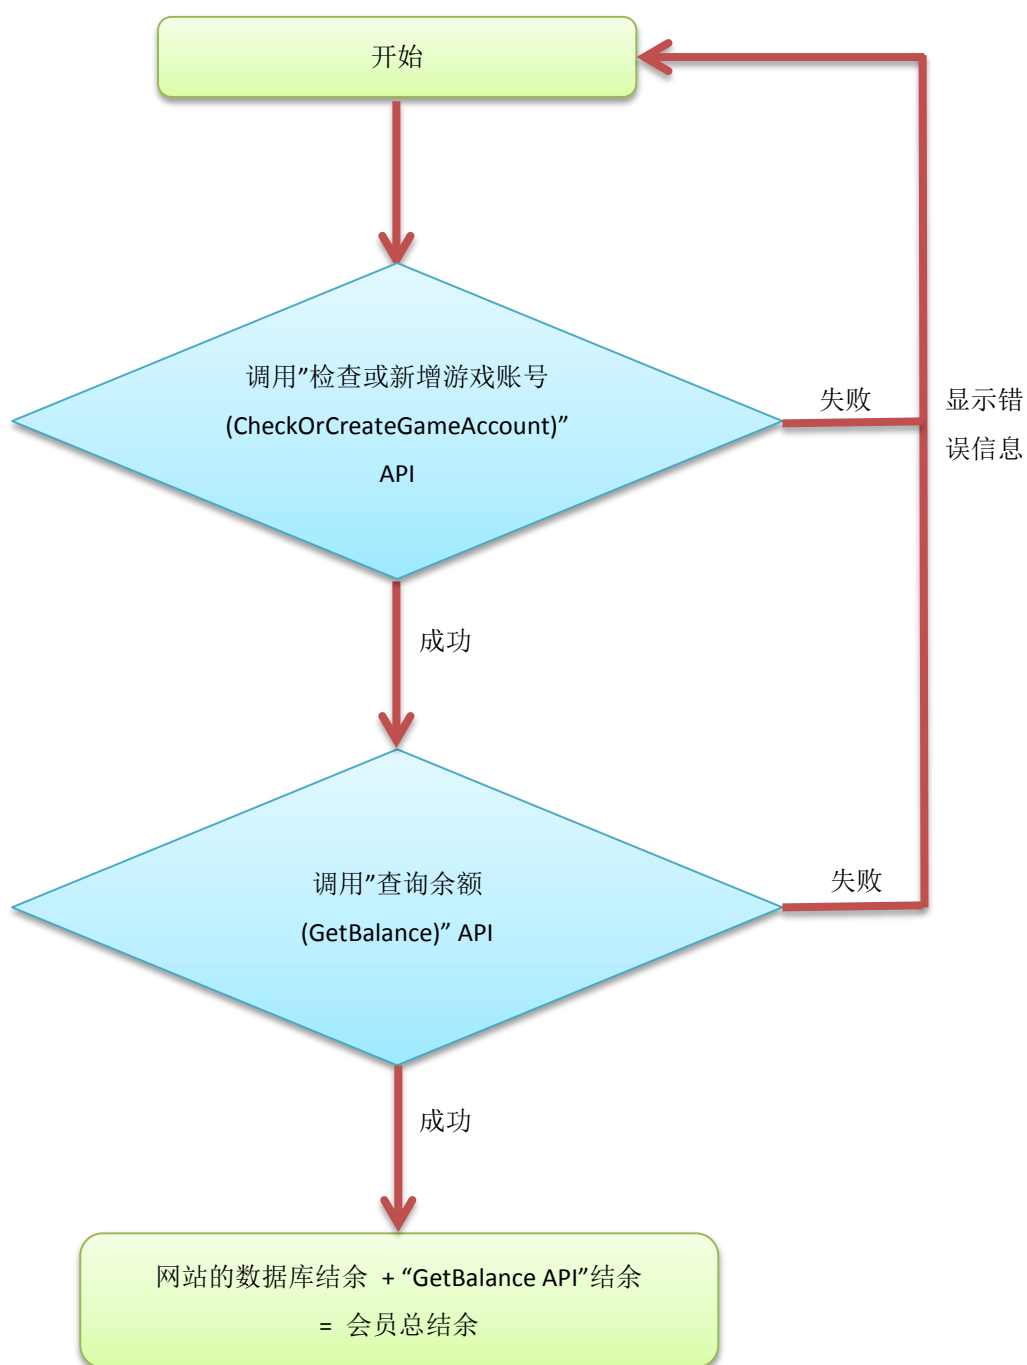 开始
调用”检查或新增游戏账号
(CheckOrCreateGameAccount)”
API
失败
显示错
误信息
成功
调用”查询余额
(GetBalance)” API
失败
成功
网站的数据库结余 + “GetBalance API”结余
= 会员总结余